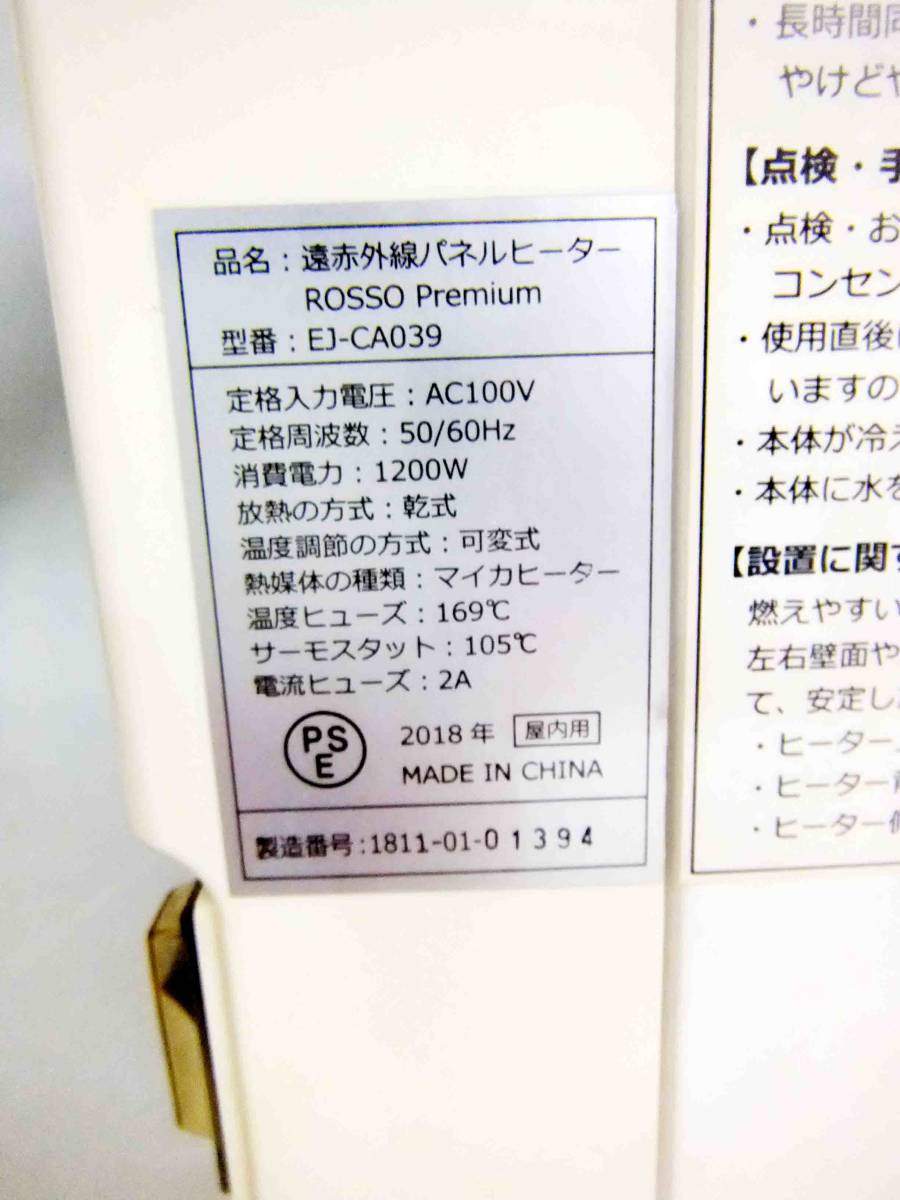 品名：遠赤外線パネルヒーター
ROSSO Premium
型番：EJ-CA039
定格入力電圧：AC100V
定格周波数：50/60Hz
消費電力：1200W
放熱の方式：乾式
温度調節の方式：可変式
熱媒体の種類：マイカヒーター
温度ヒューズ：169℃
サーモスタット：105℃
電流ヒューズ：2A
PSE 2018年 屋内用
MADE IN CHINA
製造番号：1811-01-01394
・長時間同
やけどや
【点検・手
・点検・お
コンセン
・使用直後に
いますの
・本体が冷え
・本体に水を
【設置に関す
燃えやすい
左右壁面や
て、安定し
・ヒーター
・ヒーター
・ヒーター側